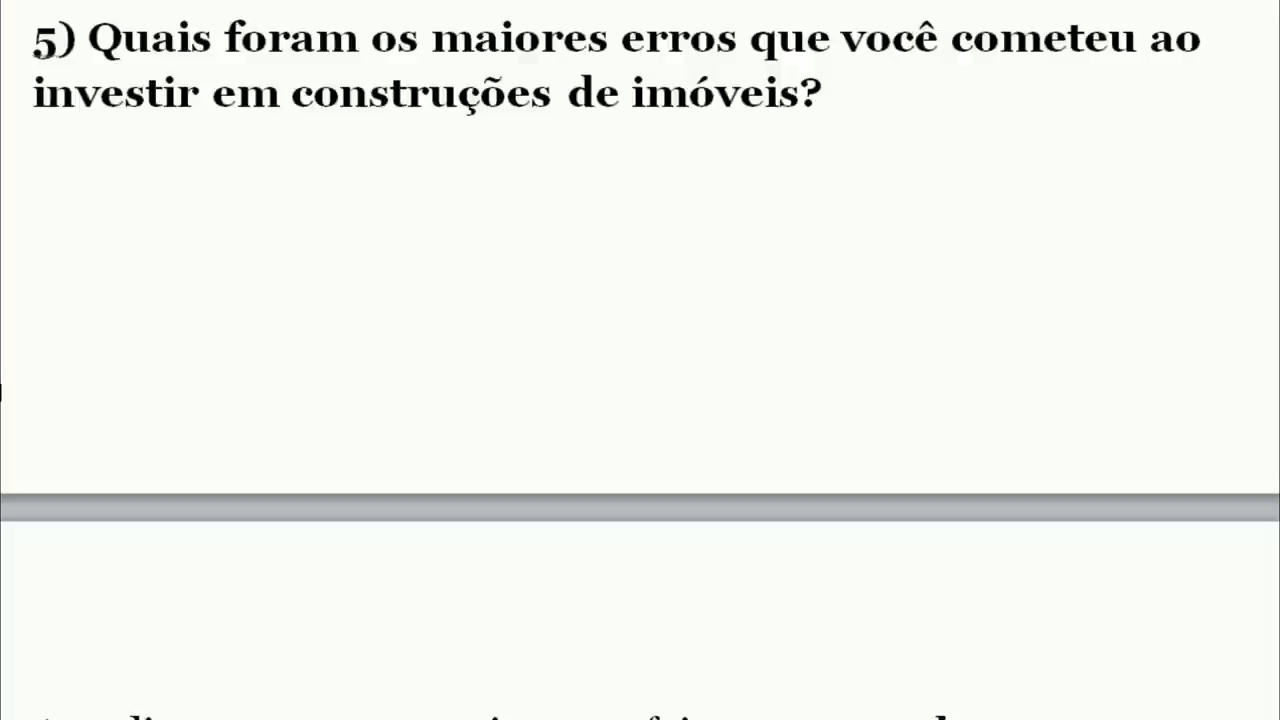 5) Quais foram os maiores erros que você cometeu ao
investir em construções de imóveis?